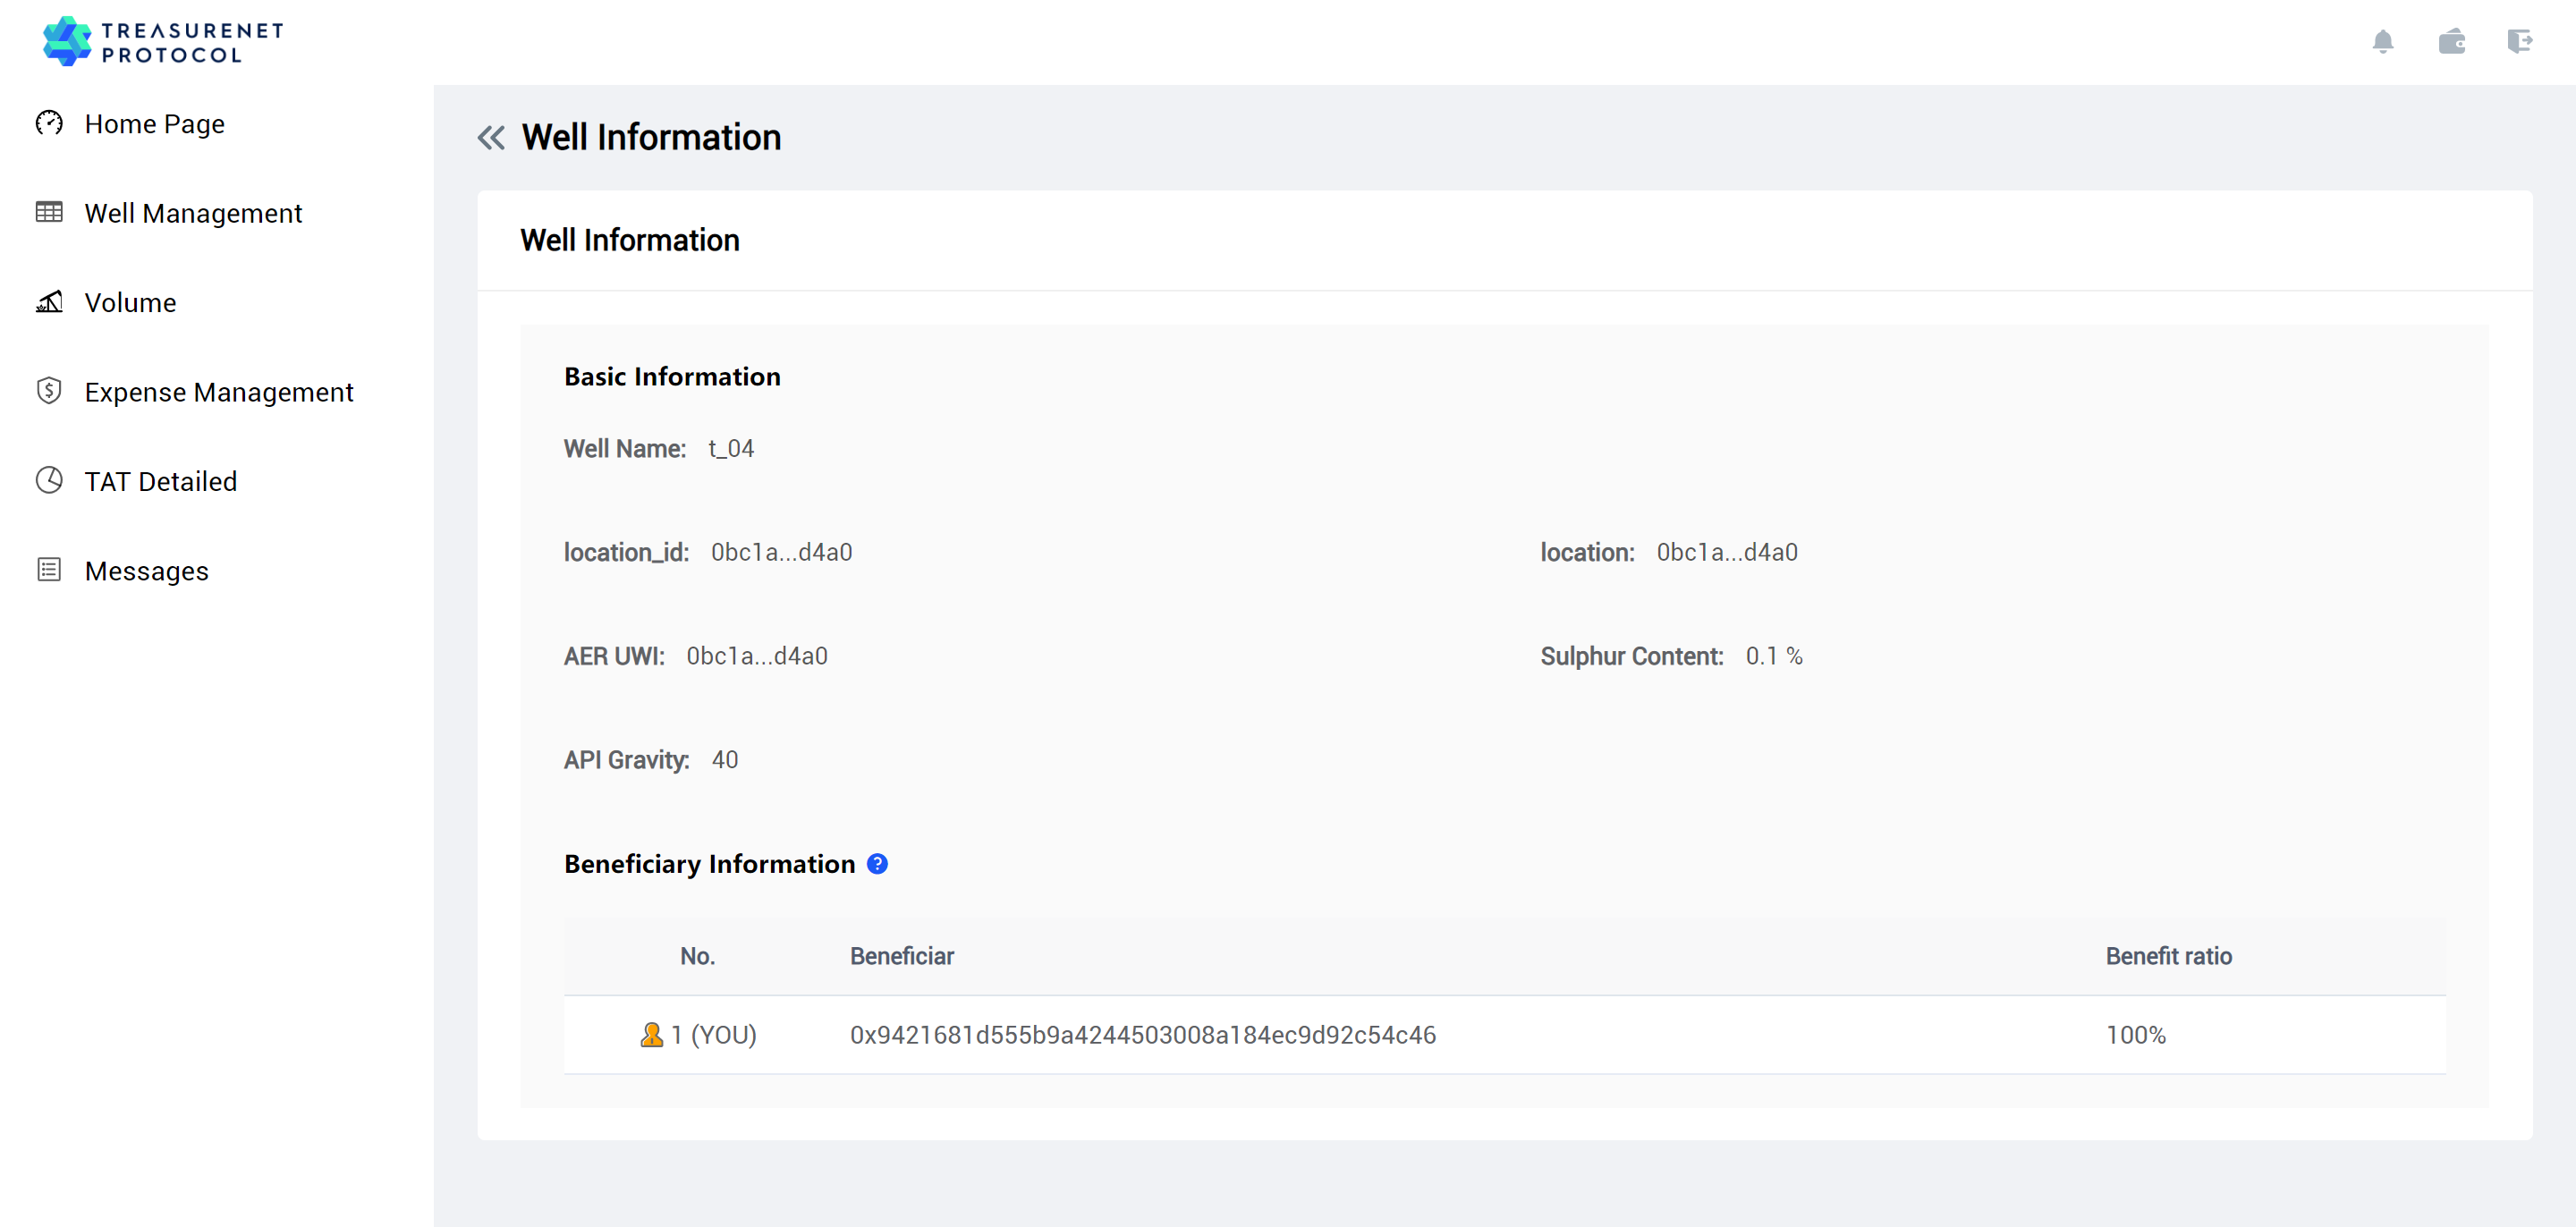 TREASURENET
PROTOCOL
Home Page
Well Management
Volume
Expense Management
TAT Detailed
Messages
Well Information
Well Information
Basic Information
Well Name: t_04
location_id: 0bc1a...d4a0 location: 0bc1a...d4a0
AER UWI: 0bc1a...d4a0 Sulphur Content: 0.1 %
API Gravity: 40
Beneficiary Information ?
No. Beneficiar Benefit ratio
1 (YOU) 0x9421681d555b9a4244503008a184ec9d92c54c46 100%